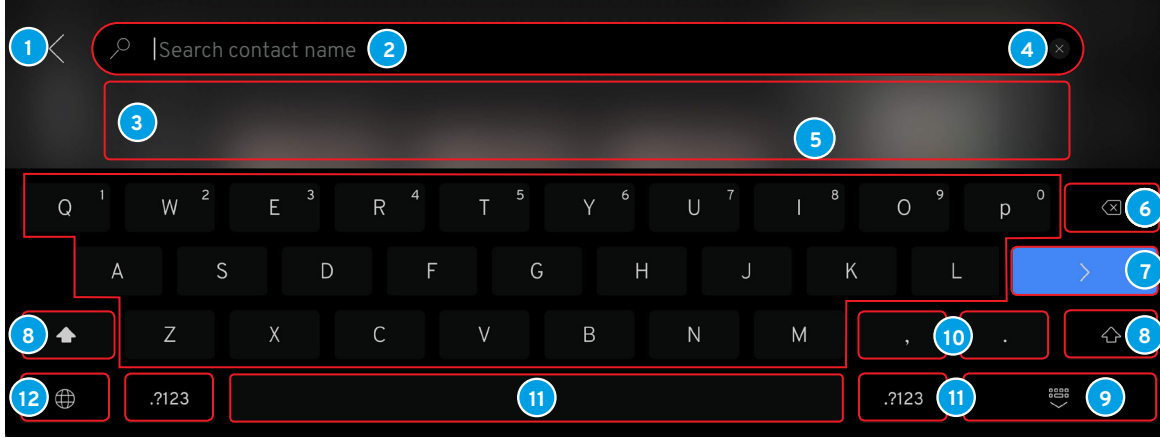 1 Search contact name 2 4
3 5
Q 1 W 2 E 3 R 4 T 5 Y 6 U 7 I 8 O 9 p 0 6
A S D F G H J K L 7
8 Z X C V B N M , 10 . 8
12 .?123 11 .?123 11 9